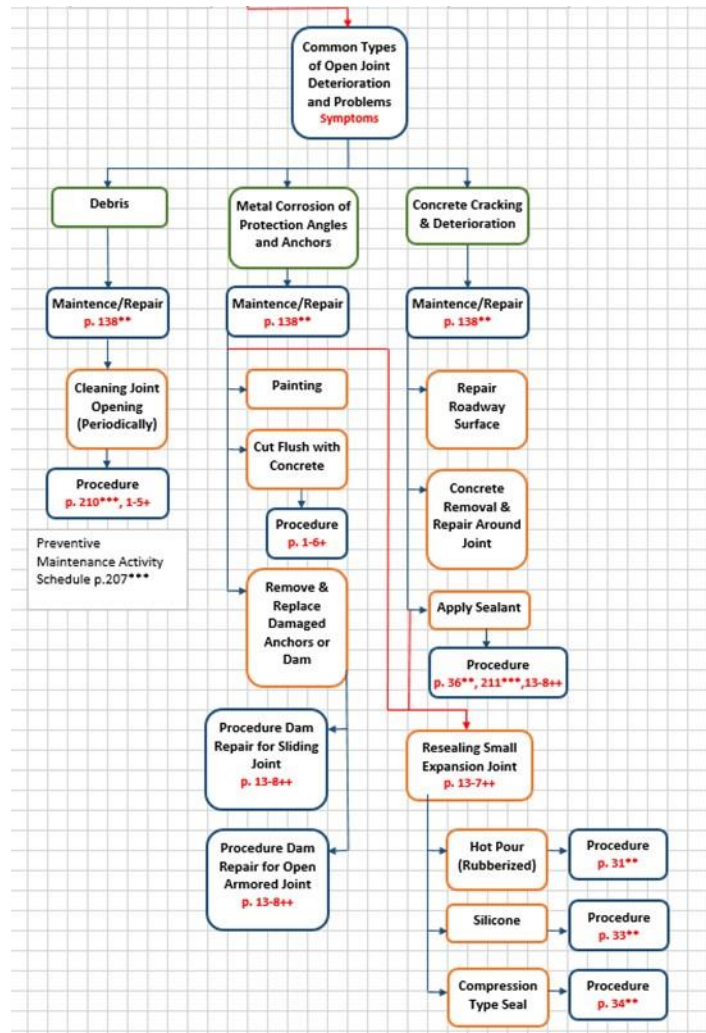 Common Types
of Open Joint
Deterioration
and Problems
Symptoms
Debris
Metal Corrosion of
Protection Angles
and Anchors
Concrete Cracking
& Deterioration
Maintence/Repair
p. 138**
Maintence/Repair
p. 138**
Maintence/Repair
p. 138**
Cleaning Joint
Opening
(Periodically)
Procedure
p. 210***, 1-5+
Preventive
Maintenance Activity
Schedule p.207***
Painting
Cut Flush with
Concrete
Procedure
p. 1-6+
Remove &
Replace
Damaged
Anchors or
Dam
Procedure Dam
Repair for Sliding
Joint
p. 13-8++
Procedure Dam
Repair for Open
Armored Joint
p. 13-8++
Repair
Roadway
Surface
Concrete
Removal &
Repair Around
Joint
Apply Sealant
Procedure
p. 36**, 211***,13-8++
Resealing Small
Expansion Joint
p. 13-7++
Hot Pour
(Rubberized)
Procedure
p. 31**
Silicone
Procedure
p. 33**
Compression
Type Seal
Procedure
p. 34**